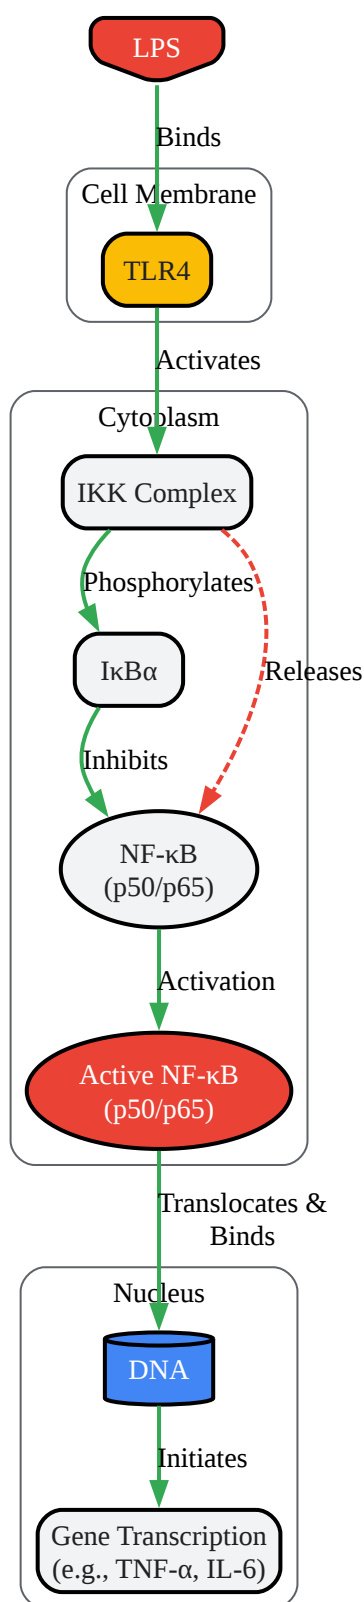 LPS
Binds
Cell Membrane
TLR4
Activates
Cytoplasm
IKK Complex
Phosphorylates
IκBα
Releases
Inhibits
NF-κB
(p50/p65)
Activation
Active NF-κB
(p50/p65)
Translocates &
Binds
Nucleus
DNA
Initiates
Gene Transcription
(e.g., TNF-α, IL-6)